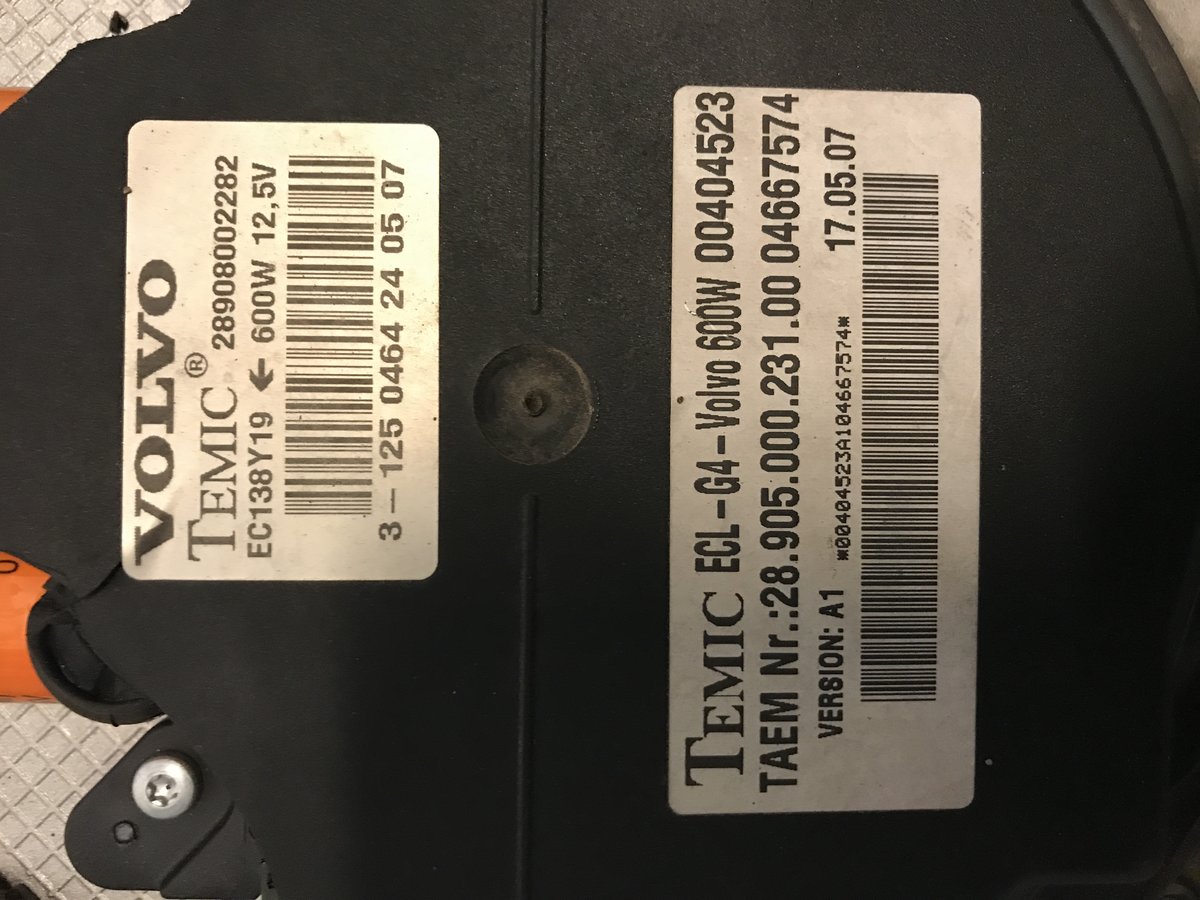 VOLVO
TEMIC® 28908002282
EC138Y19 ← 600W 12,5V
3—125 0464 24 05 07
TEMIC ECL-G4-Volvo 600W 00404523
TAEM Nr.:28.905.000.231.00 04667574
VERSION: A1 17.05.07
*00404523A104667574*